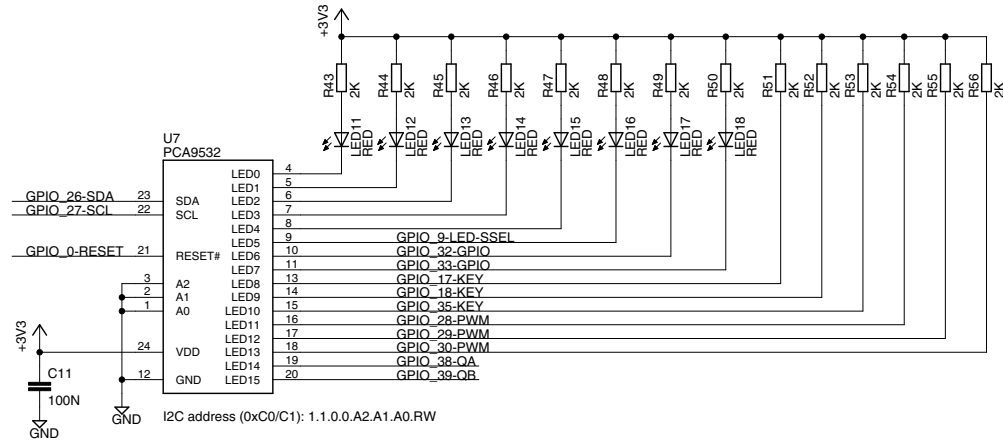 +3V3
R43 2K
R44 2K
R45 2K
R46 2K
R47 2K
R48 2K
R49 2K
R50 2K
R51 2K
R52 2K
R53 2K
R54 2K
R55 2K
R56 2K
LED11 RED
LED12 RED
LED13 RED
LED14 RED
LED15 RED
LED16 RED
LED17 RED
LED18 RED
U7
PCA9532
LED0 4
LED1 5
GPIO_26-SDA 23 SDA LED2 6
GPIO_27-SCL 22 SCL LED3 7
LED4 8
LED5 9 GPIO_9-LED-SSEL
GPIO_0-RESET 21 RESET# LED6 10 GPIO_32-GPIO
LED7 11 GPIO_33-GPIO
3 A2 LED8 13 GPIO_17-KEY
2 A1 LED9 14 GPIO_18-KEY
1 A0 LED10 15 GPIO_35-KEY
LED11 16 GPIO_28-PWM
LED12 17 GPIO_29-PWM
+3V3 24 VDD LED13 18 GPIO_30-PWM
LED14 19 GPIO_38-QA
12 GND LED15 20 GPIO_39-QB
C11
100N
GND
GND
I2C address (0xC0/C1): 1.1.0.0.A2.A1.A0.RW